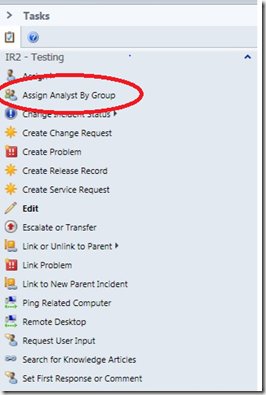 Tasks
IR2 - Testing
Assign
Assign Analyst By Group
Change Incident Status
Create Change Request
Create Problem
Create Release Record
Create Service Request
Edit
Escalate or Transfer
Link or Unlink to Parent
Link Problem
Link to New Parent Incident
Ping Related Computer
Remote Desktop
Request User Input
Search for Knowledge Articles
Set First Response or Comment